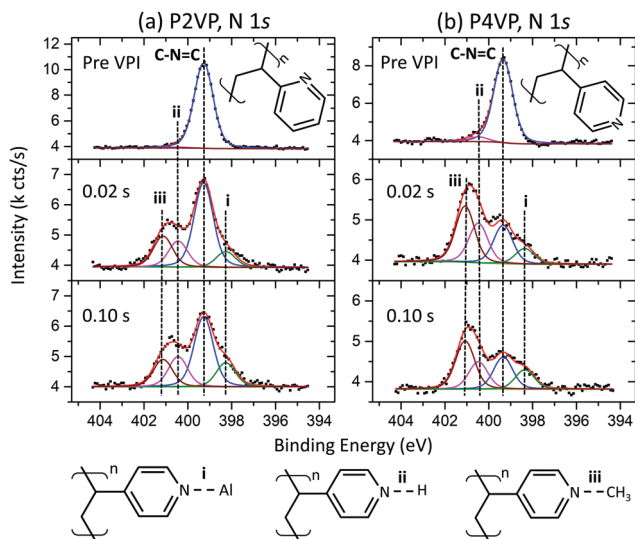 (a) P2VP, N 1s
(b) P4VP, N 1s
Pre VPI
C-N=C
ii
n
N
10
8
6
4
0.02 s
iii
i
7
6
5
4
0.10 s
7
6
5
4
404 402 400 398 396 394
Pre VPI
C-N=C
ii
n
N
8
6
4
0.02 s
iii
i
6
5
4
0.10 s
6
5
4
404 402 400 398 396 394
Intensity (k cts/s)
Binding Energy (eV)
n
i
N---Al
n
ii
N---H
n
iii
N---CH₃